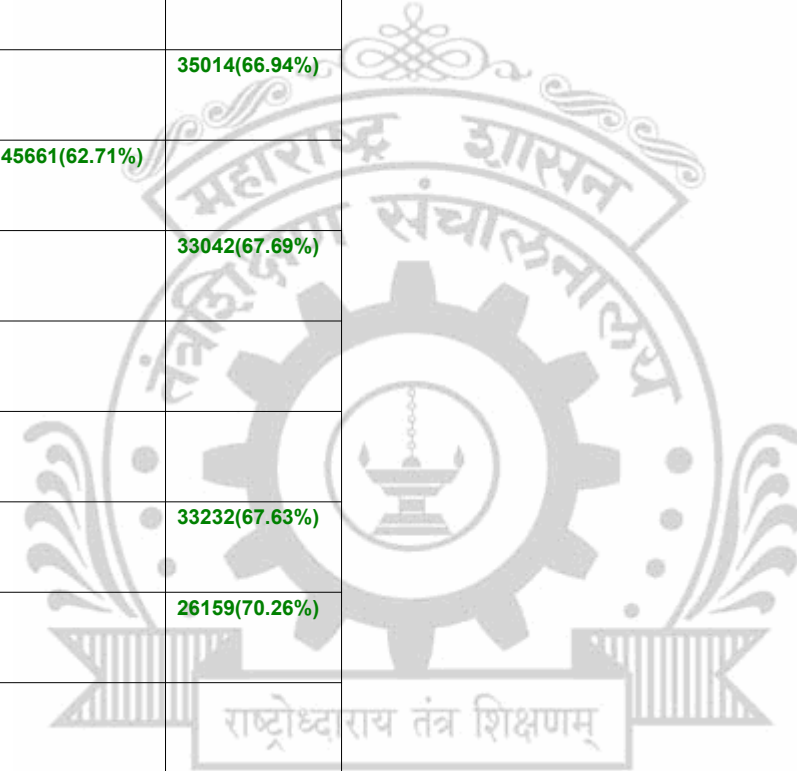 35014(66.94%)
महाराष्ट्र शासन
45661(62.71%)
तंत्रशिक्षण संचालनालय
33042(67.69%)
33232(67.63%)
26159(70.26%)
राष्ट्रोध्दाराय तंत्र शिक्षणम्